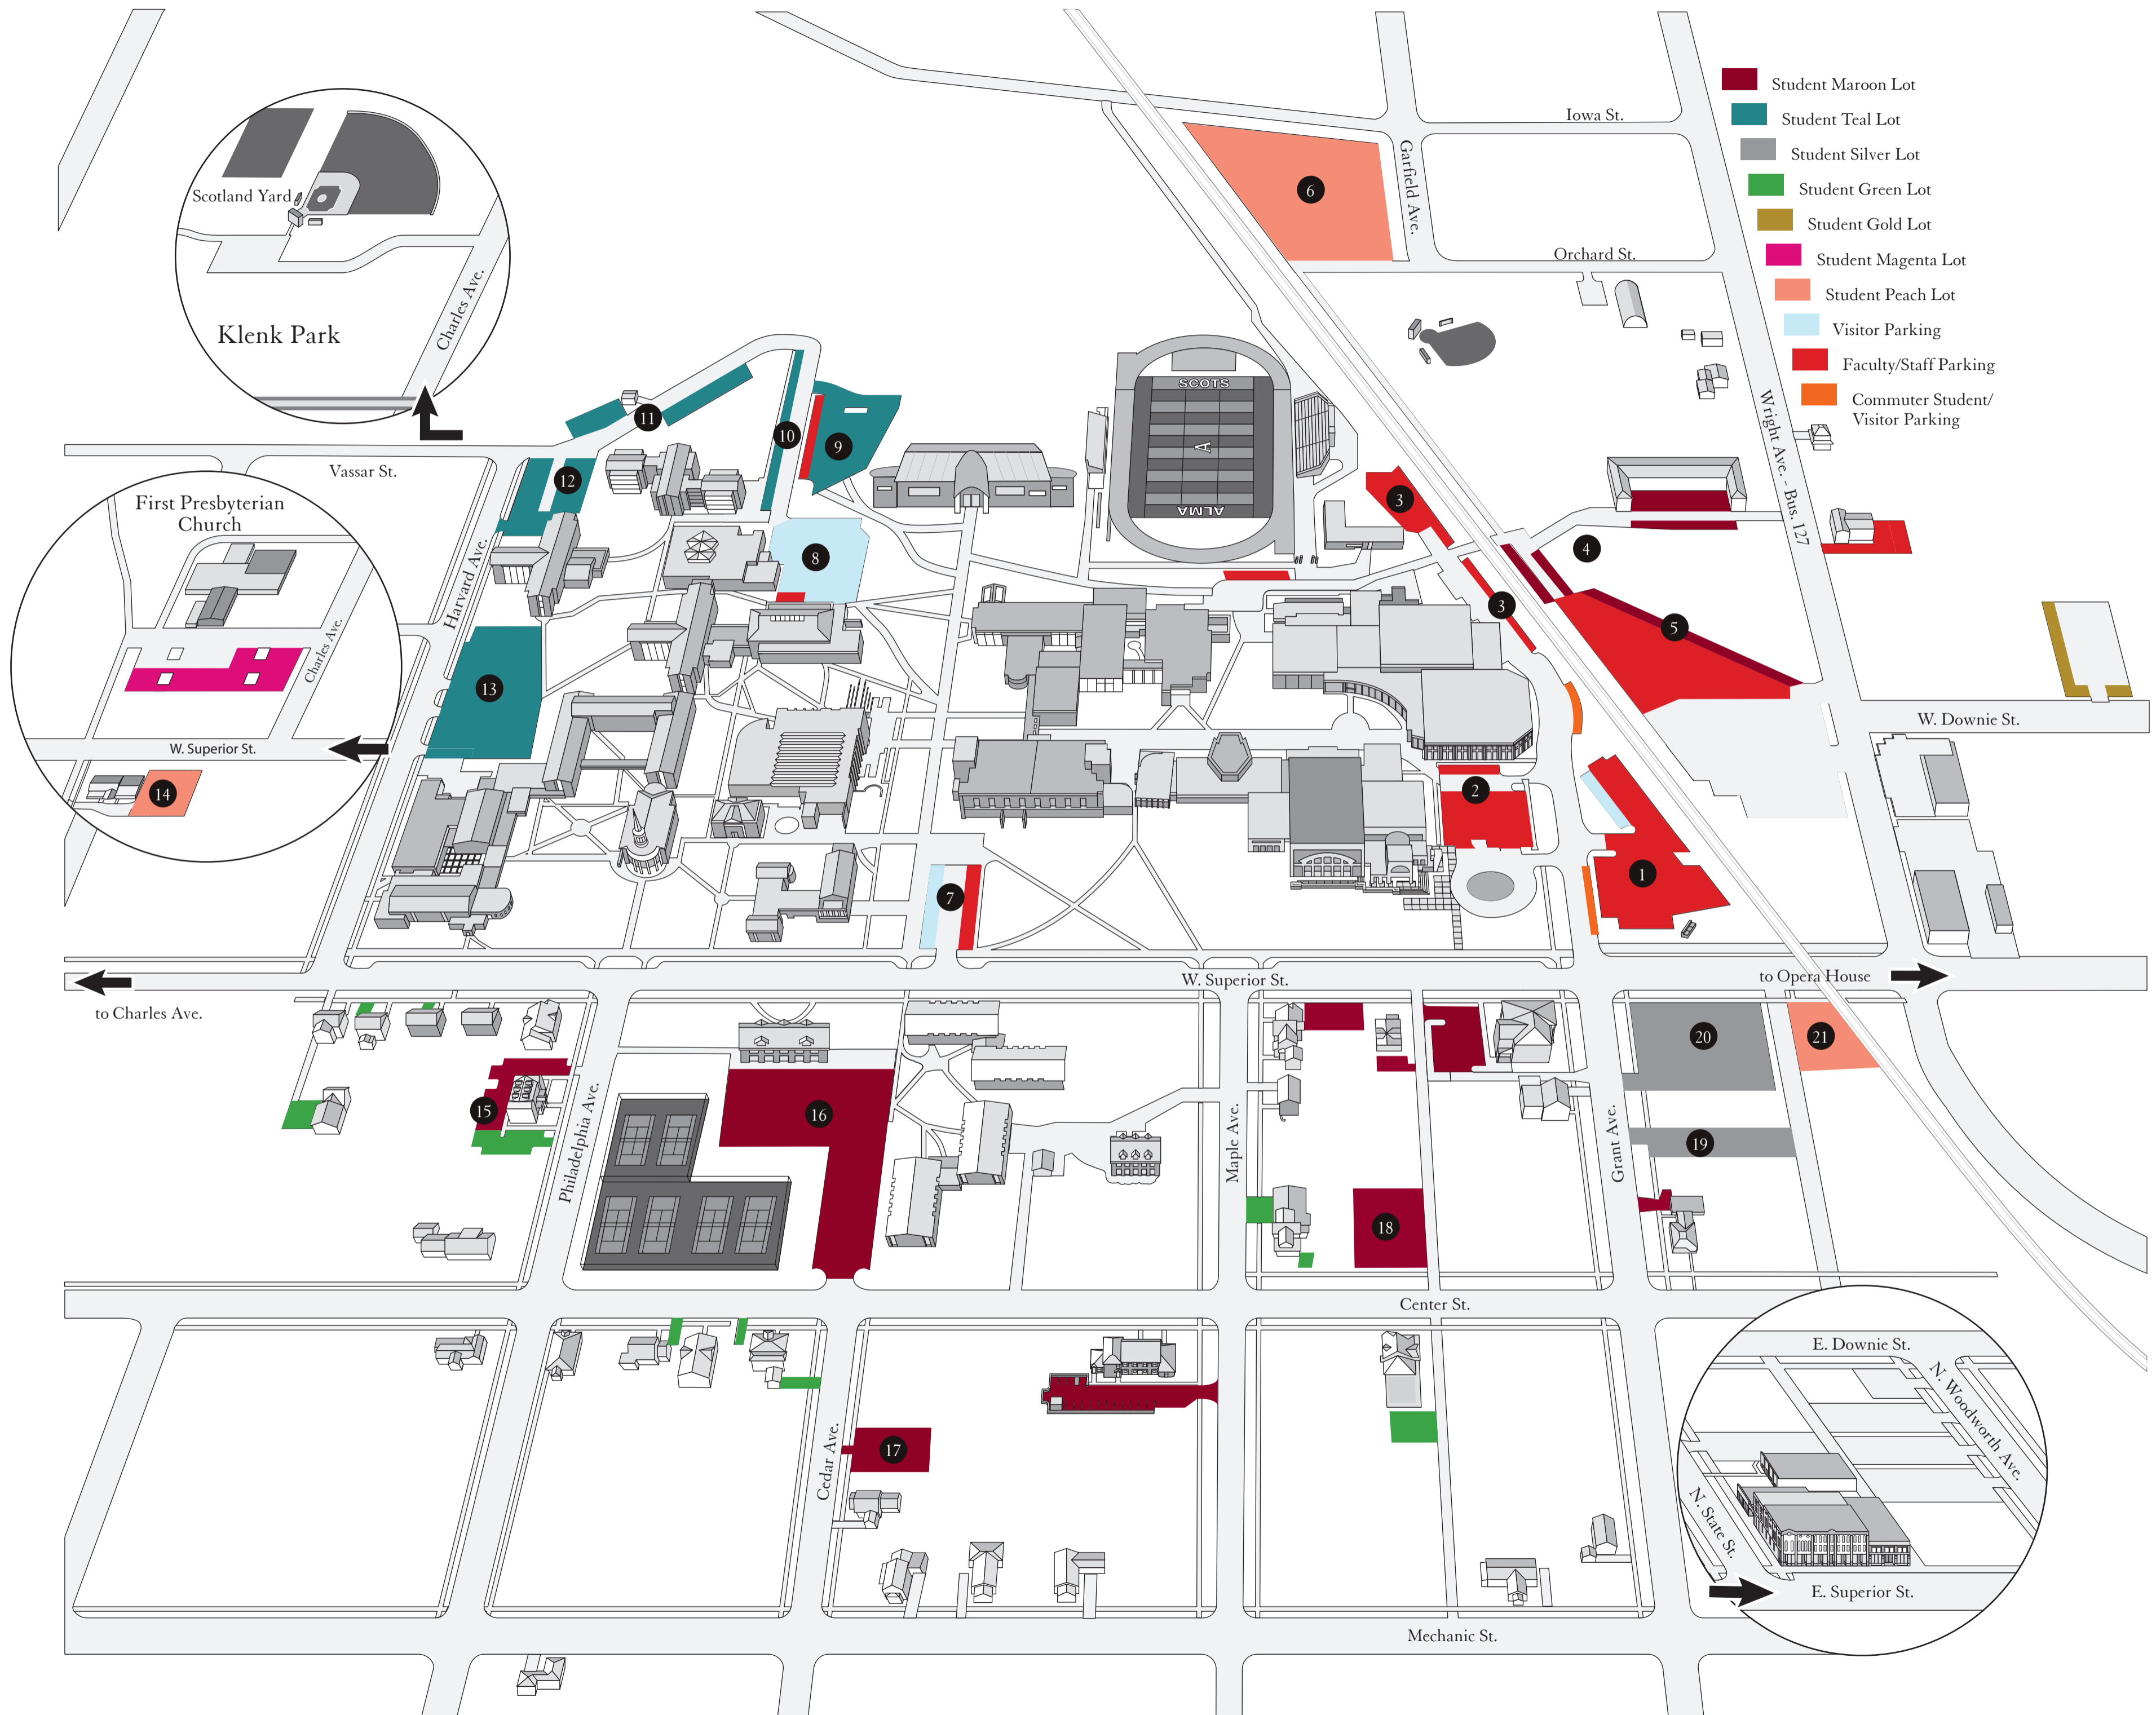 Student Maroon Lot
Student Teal Lot
Student Silver Lot
Student Green Lot
Student Gold Lot
Student Magenta Lot
Student Peach Lot
Visitor Parking
Faculty/Staff Parking
Commuter Student/
Visitor Parking
Iowa St.
Garfield Ave.
6
Orchard St.
Scotland Yard
Klenk Park
Charles Ave.
Wright Ave. - Bus. 127
SCOTS
A
ALMA
11
10
9
Vassar St.
12
3
First Presbyterian
Church
Harvard Ave.
8
4
3
5
Charles Ave.
13
W. Downie St.
W. Superior St.
14
2
1
7
W. Superior St.
to Opera House
to Charles Ave.
20
21
15
16
Philadelphia Ave.
Maple Ave.
Grant Ave.
19
18
Center St.
E. Downie St.
N. Woodworth Ave.
Cedar Ave.
17
N. State St.
E. Superior St.
Mechanic St.